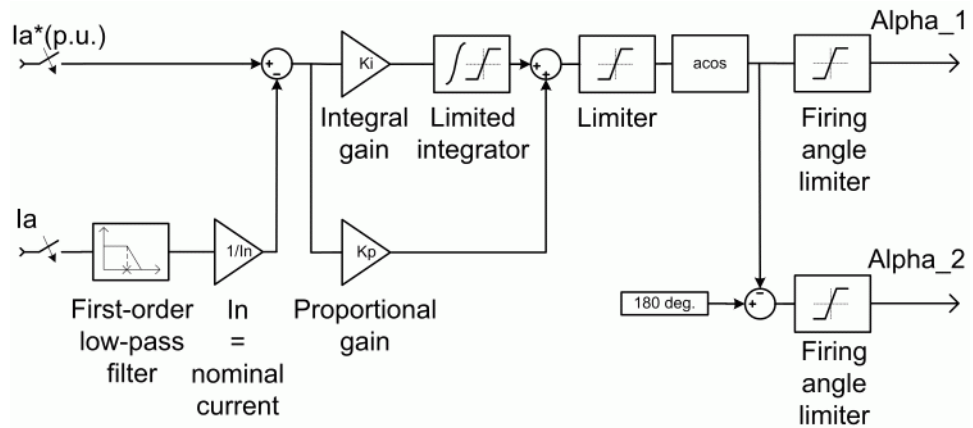 Ia*(p.u.)
Alpha_1
+
−
Ki
+
+
acos
Integral
gain
Limited
integrator
Limiter
Firing
angle
limiter
Ia
1/In
Kp
Alpha_2
First-order
low-pass
filter
In
=
nominal
current
Proportional
gain
180 deg.
+
−
Firing
angle
limiter